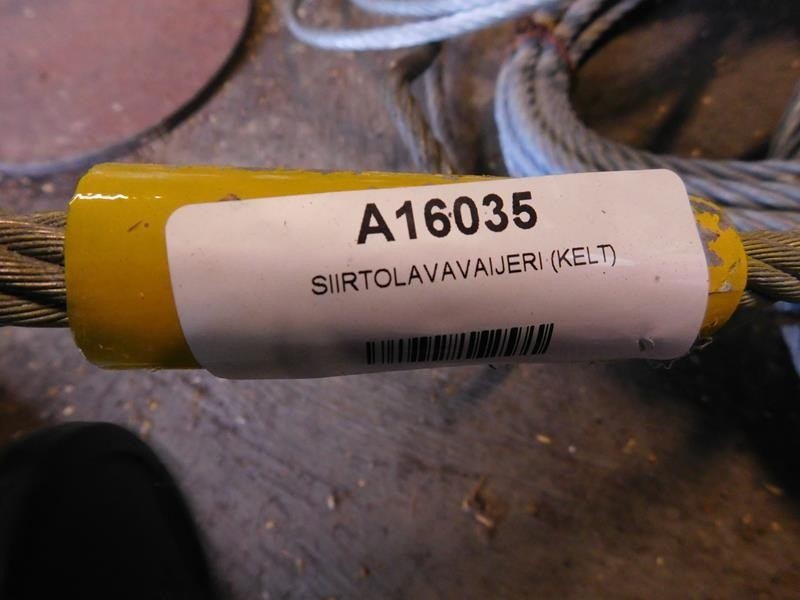 A16035
SIIRTOLAVAVAIJERI (KELT)